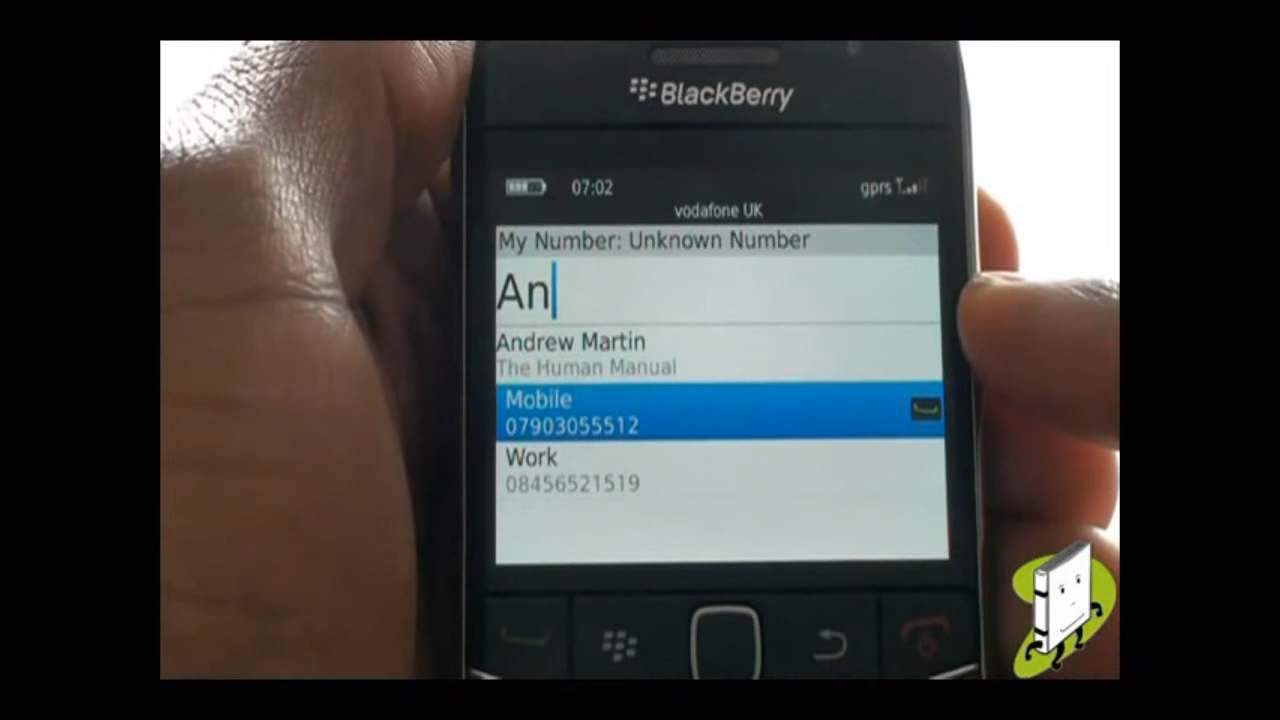 BlackBerry
07:02
gprs
vodafone UK
My Number: Unknown Number
An
Andrew Martin
The Human Manual
Mobile
07903055512
Work
08456521519